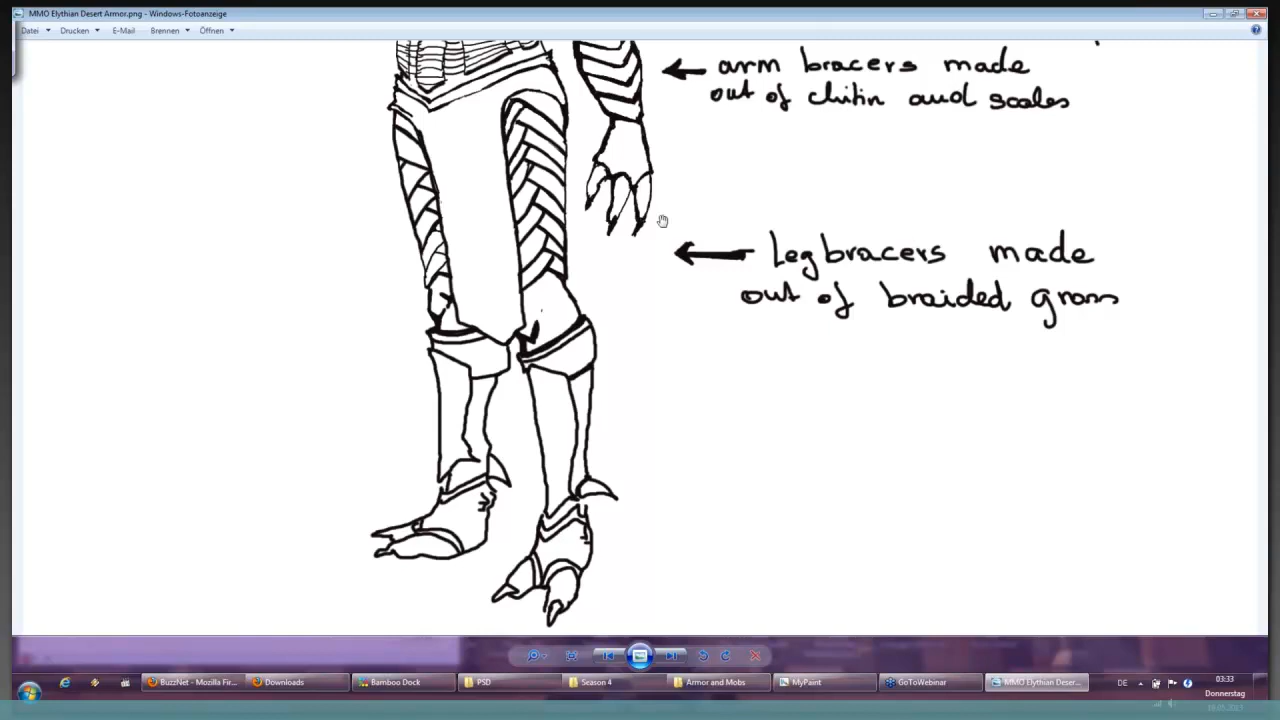 MMO Elythian Desert Armor.png - Windows-Fotoanzeige
Datei Drucken E-Mail Brennen Öffnen
arm bracers made
out of chitin and scales
Leg bracers made
out of braided grass
BuzzNet - Mozilla Fir... Downloads Bamboo Dock PSD Season 4 Armor and Mobs MyPaint GoToWebinar MMO Elythian Deser... DE 03:33
Donnerstag